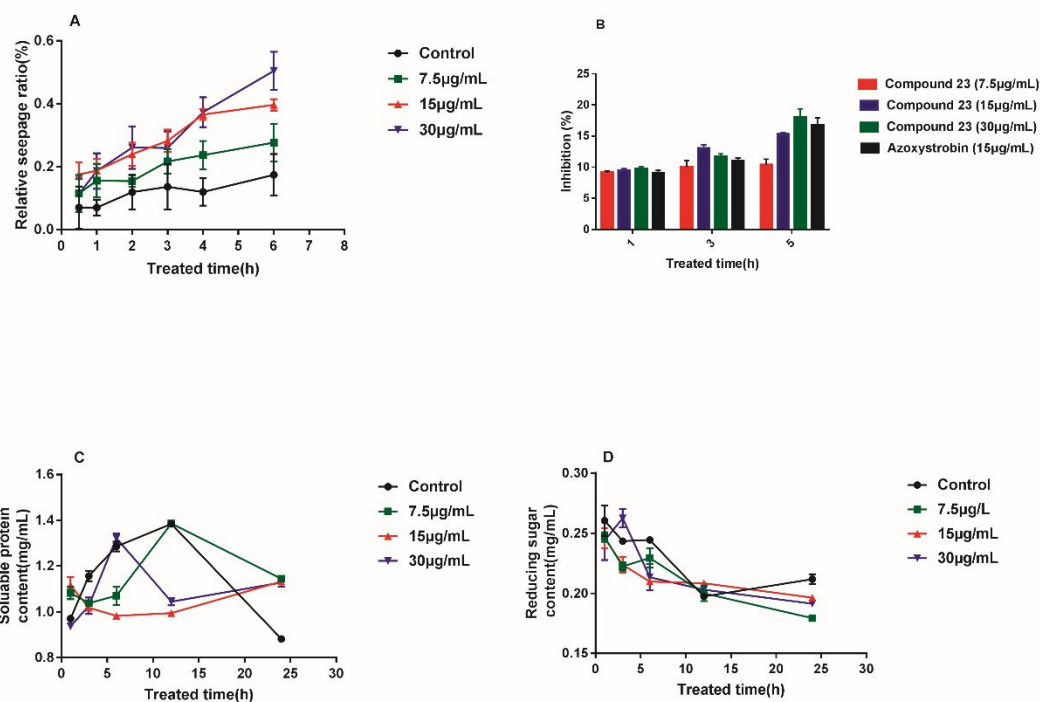 A
Relative seepage ratio(%)
0.6
0.4
0.2
0.0
0 1 2 3 4 5 6 7 8
Treated time(h)
Control
7.5μg/mL
15μg/mL
30μg/mL
B
Inhibition (%)
25
20
15
10
5
0
1 3 5
Treated time(h)
Compound 23 (7.5μg/mL)
Compound 23 (15μg/mL)
Compound 23 (30μg/mL)
Azoxystrobin (15μg/mL)
C
Soluable protein
content(mg/mL)
1.6
1.4
1.2
1.0
0.8
0 5 10 15 20 25 30
Treated time(h)
Control
7.5μg/mL
15μg/mL
30μg/mL
D
Reducing sugar
content(mg/mL)
0.30
0.25
0.20
0.15
0 5 10 15 20 25 30
Treated time(h)
Control
7.5μg/L
15μg/mL
30μg/mL